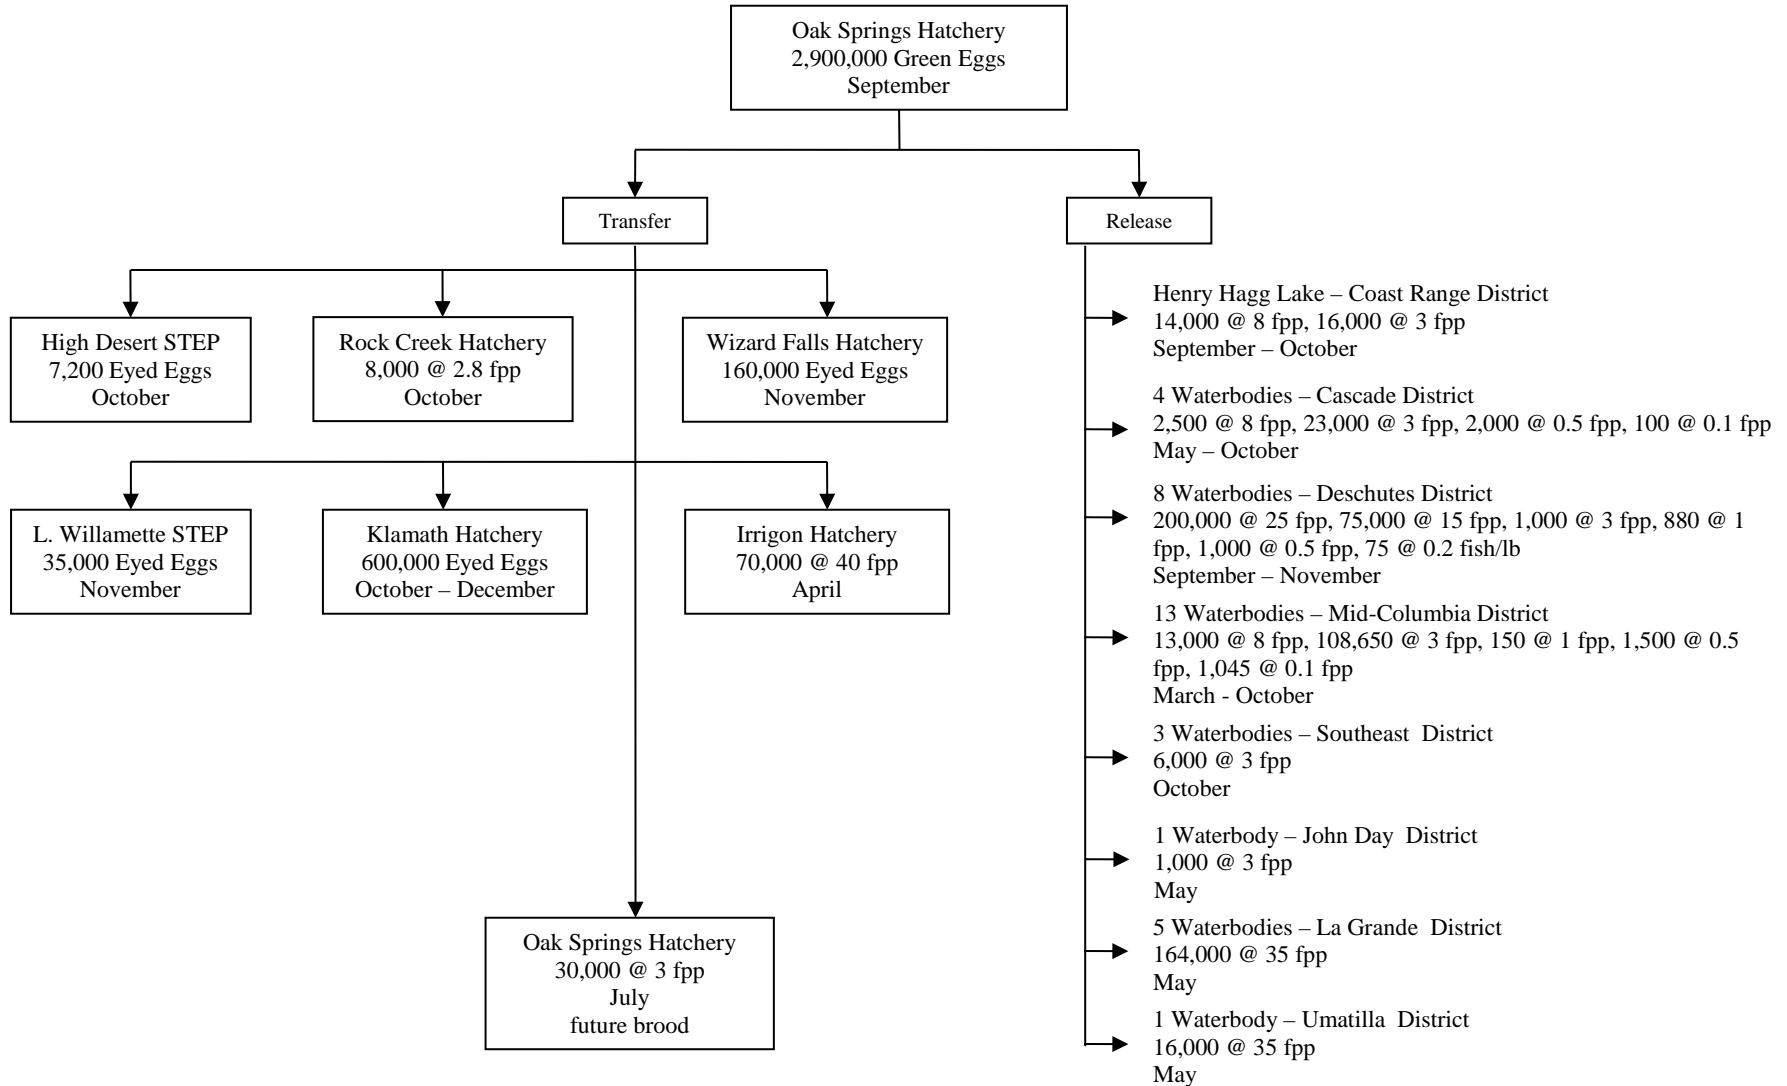 Oak Springs Hatchery
2,900,000 Green Eggs
September
Transfer
Release
High Desert STEP
7,200 Eyed Eggs
October
Rock Creek Hatchery
8,000 @ 2.8 fpp
October
Wizard Falls Hatchery
160,000 Eyed Eggs
November
L. Willamette STEP
35,000 Eyed Eggs
November
Klamath Hatchery
600,000 Eyed Eggs
October – December
Irrigon Hatchery
70,000 @ 40 fpp
April
Oak Springs Hatchery
30,000 @ 3 fpp
July
future brood
Henry Hagg Lake – Coast Range District
14,000 @ 8 fpp, 16,000 @ 3 fpp
September – October
4 Waterbodies – Cascade District
2,500 @ 8 fpp, 23,000 @ 3 fpp, 2,000 @ 0.5 fpp, 100 @ 0.1 fpp
May – October
8 Waterbodies – Deschutes District
200,000 @ 25 fpp, 75,000 @ 15 fpp, 1,000 @ 3 fpp, 880 @ 1
fpp, 1,000 @ 0.5 fpp, 75 @ 0.2 fish/lb
September – November
13 Waterbodies – Mid-Columbia District
13,000 @ 8 fpp, 108,650 @ 3 fpp, 150 @ 1 fpp, 1,500 @ 0.5
fpp, 1,045 @ 0.1 fpp
March - October
3 Waterbodies – Southeast District
6,000 @ 3 fpp
October
1 Waterbody – John Day District
1,000 @ 3 fpp
May
5 Waterbodies – La Grande District
164,000 @ 35 fpp
May
1 Waterbody – Umatilla District
16,000 @ 35 fpp
May